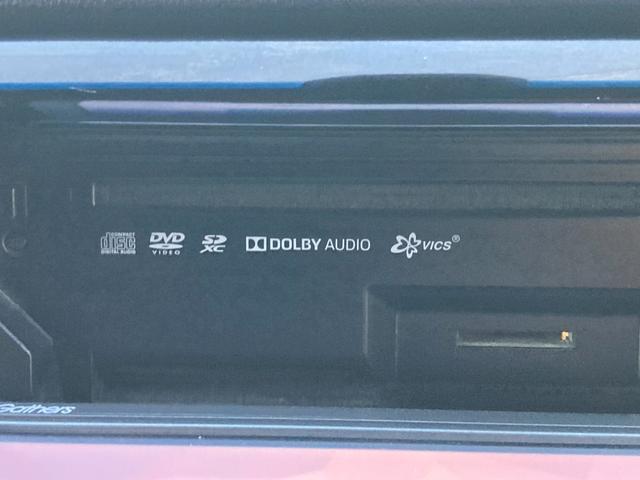 COMPACT
disc
DIGITAL AUDIO
DVD
VIDEO
SD
XC
DOLBY AUDIO
VICS®
Gathers